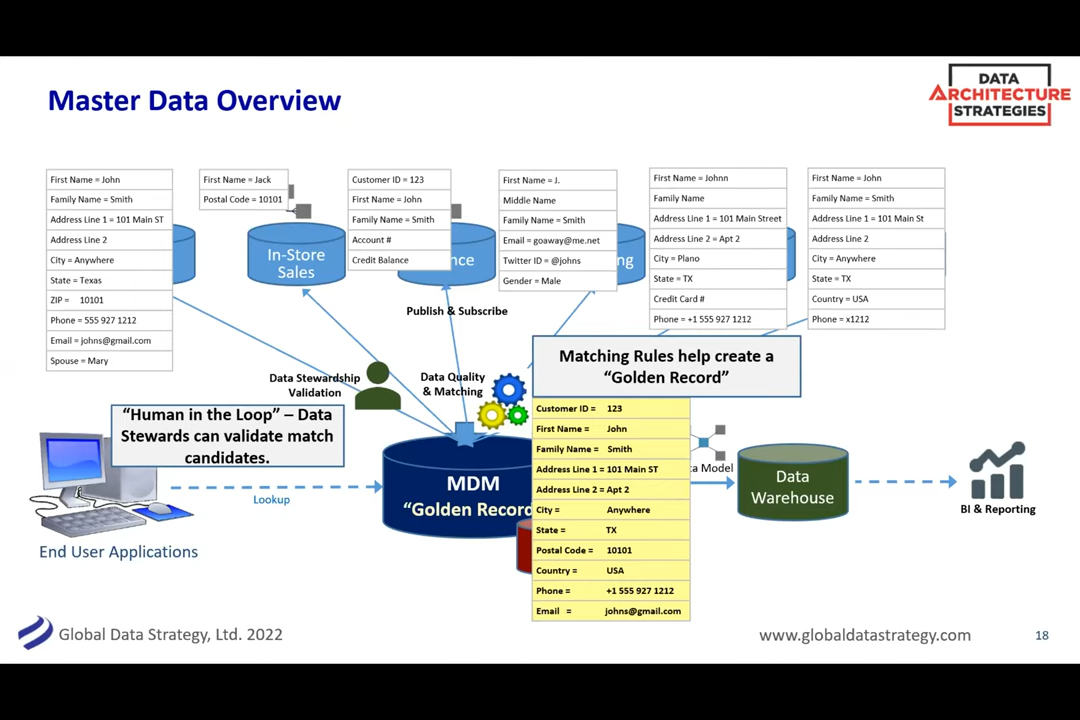 Master Data Overview
DATA
ARCHITECTURE
STRATEGIES
First Name = John
Family Name = Smith
Address Line 1 = 101 Main ST
Address Line 2
City = Anywhere
State = Texas
ZIP = 10101
Phone = 555 927 1212
Email = johns@gmail.com
Spouse = Mary
First Name = Jack
Postal Code = 10101
In-Store
Sales
Customer ID = 123
First Name = John
Family Name = Smith
Account #
Credit Balance
nce
First Name = J.
Middle Name
Family Name = Smith
Email = goaway@me.net
Twitter ID = @johns
Gender = Male
ng
First Name = Johnn
Family Name
Address Line 1 = 101 Main Street
Address Line 2 = Apt 2
City = Plano
State = TX
Credit Card #
Phone = +1 555 927 1212
First Name = John
Family Name = Smith
Address Line 1 = 101 Main St
Address Line 2
City = Anywhere
State = TX
Country = USA
Phone = x1212
Publish & Subscribe
Data Stewardship
Validation
Data Quality
& Matching
Matching Rules help create a
“Golden Record”
“Human in the Loop” – Data
Stewards can validate match
candidates.
Customer ID = 123
First Name = John
Family Name = Smith
Address Line 1 = 101 Main ST
Address Line 2 = Apt 2
City = Anywhere
State = TX
Postal Code = 10101
Country = USA
Phone = +1 555 927 1212
Email = johns@gmail.com
MDM
“Golden Record
Lookup
End User Applications
ta Model
Data
Warehouse
BI & Reporting
Global Data Strategy, Ltd. 2022
www.globaldatastrategy.com
18